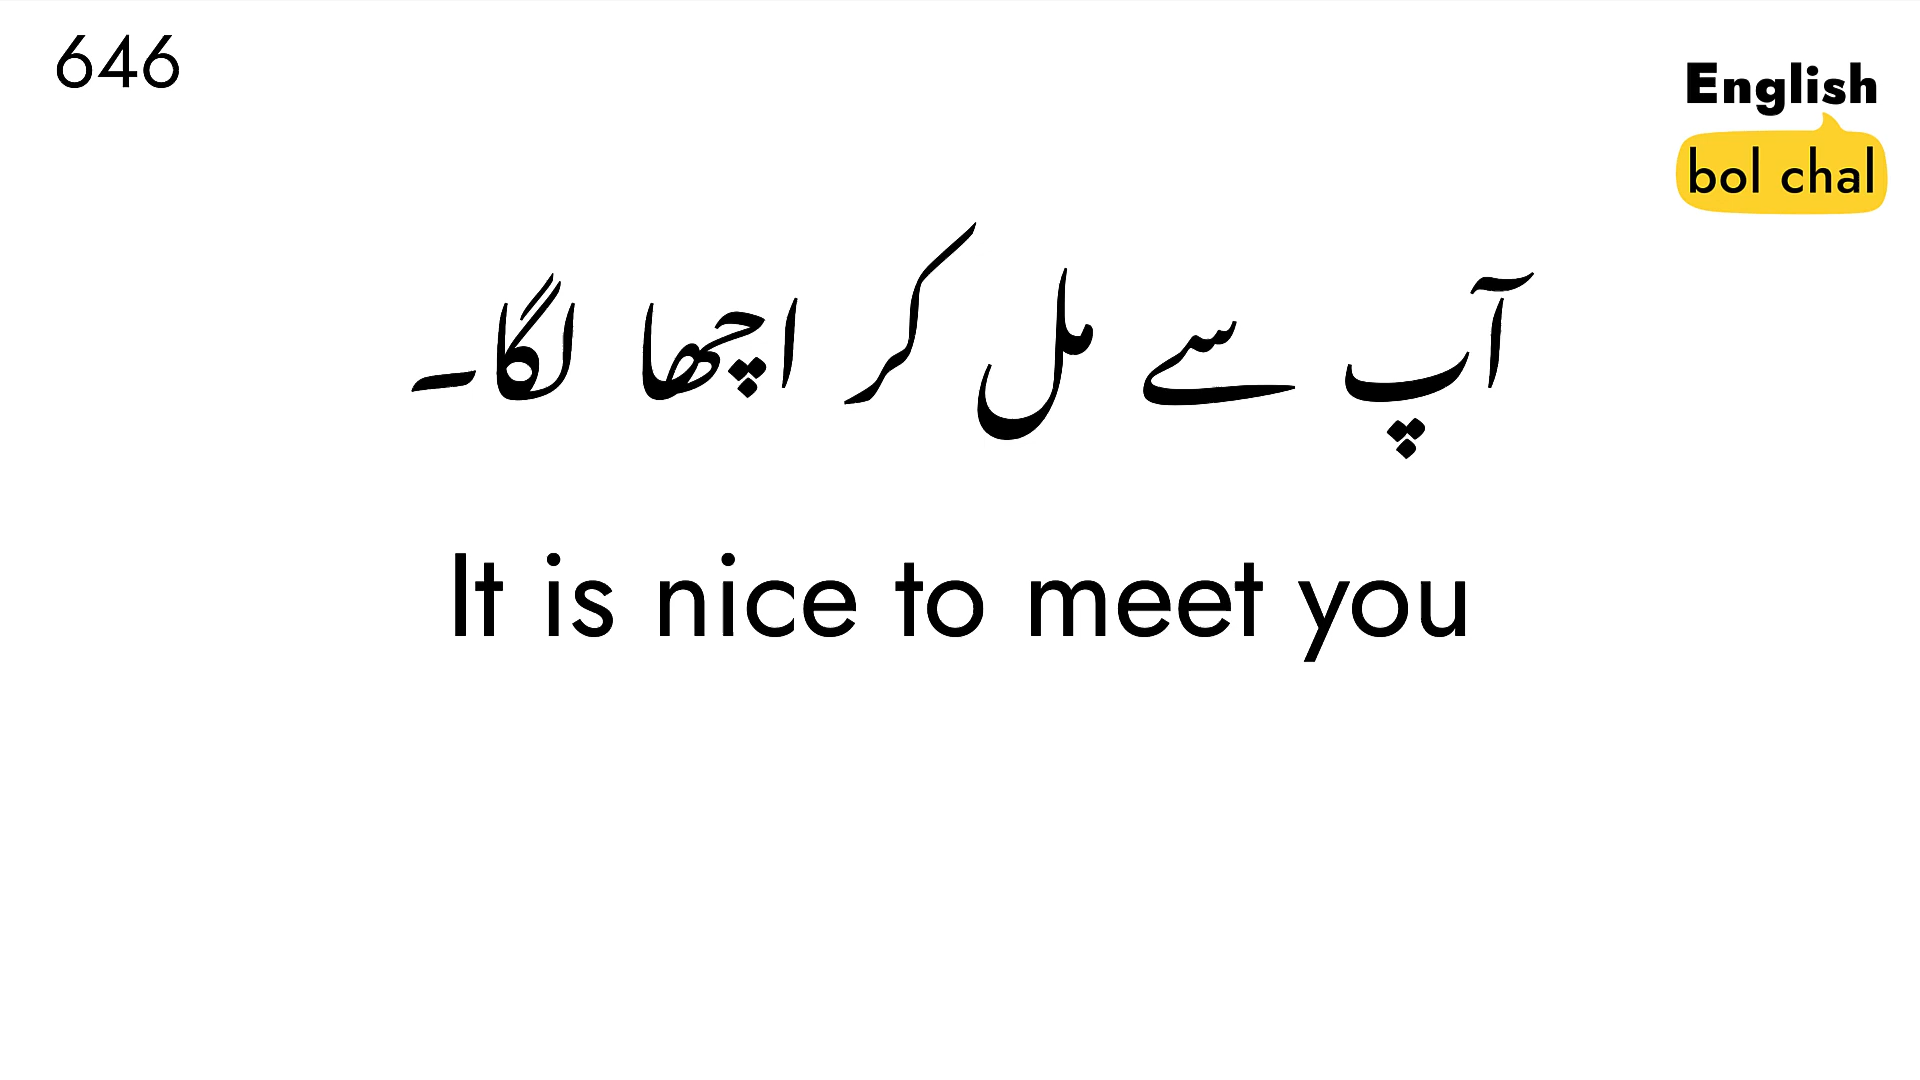 646
English
bol chal
آپ سے مل کر اچھا لگا۔
It is nice to meet you